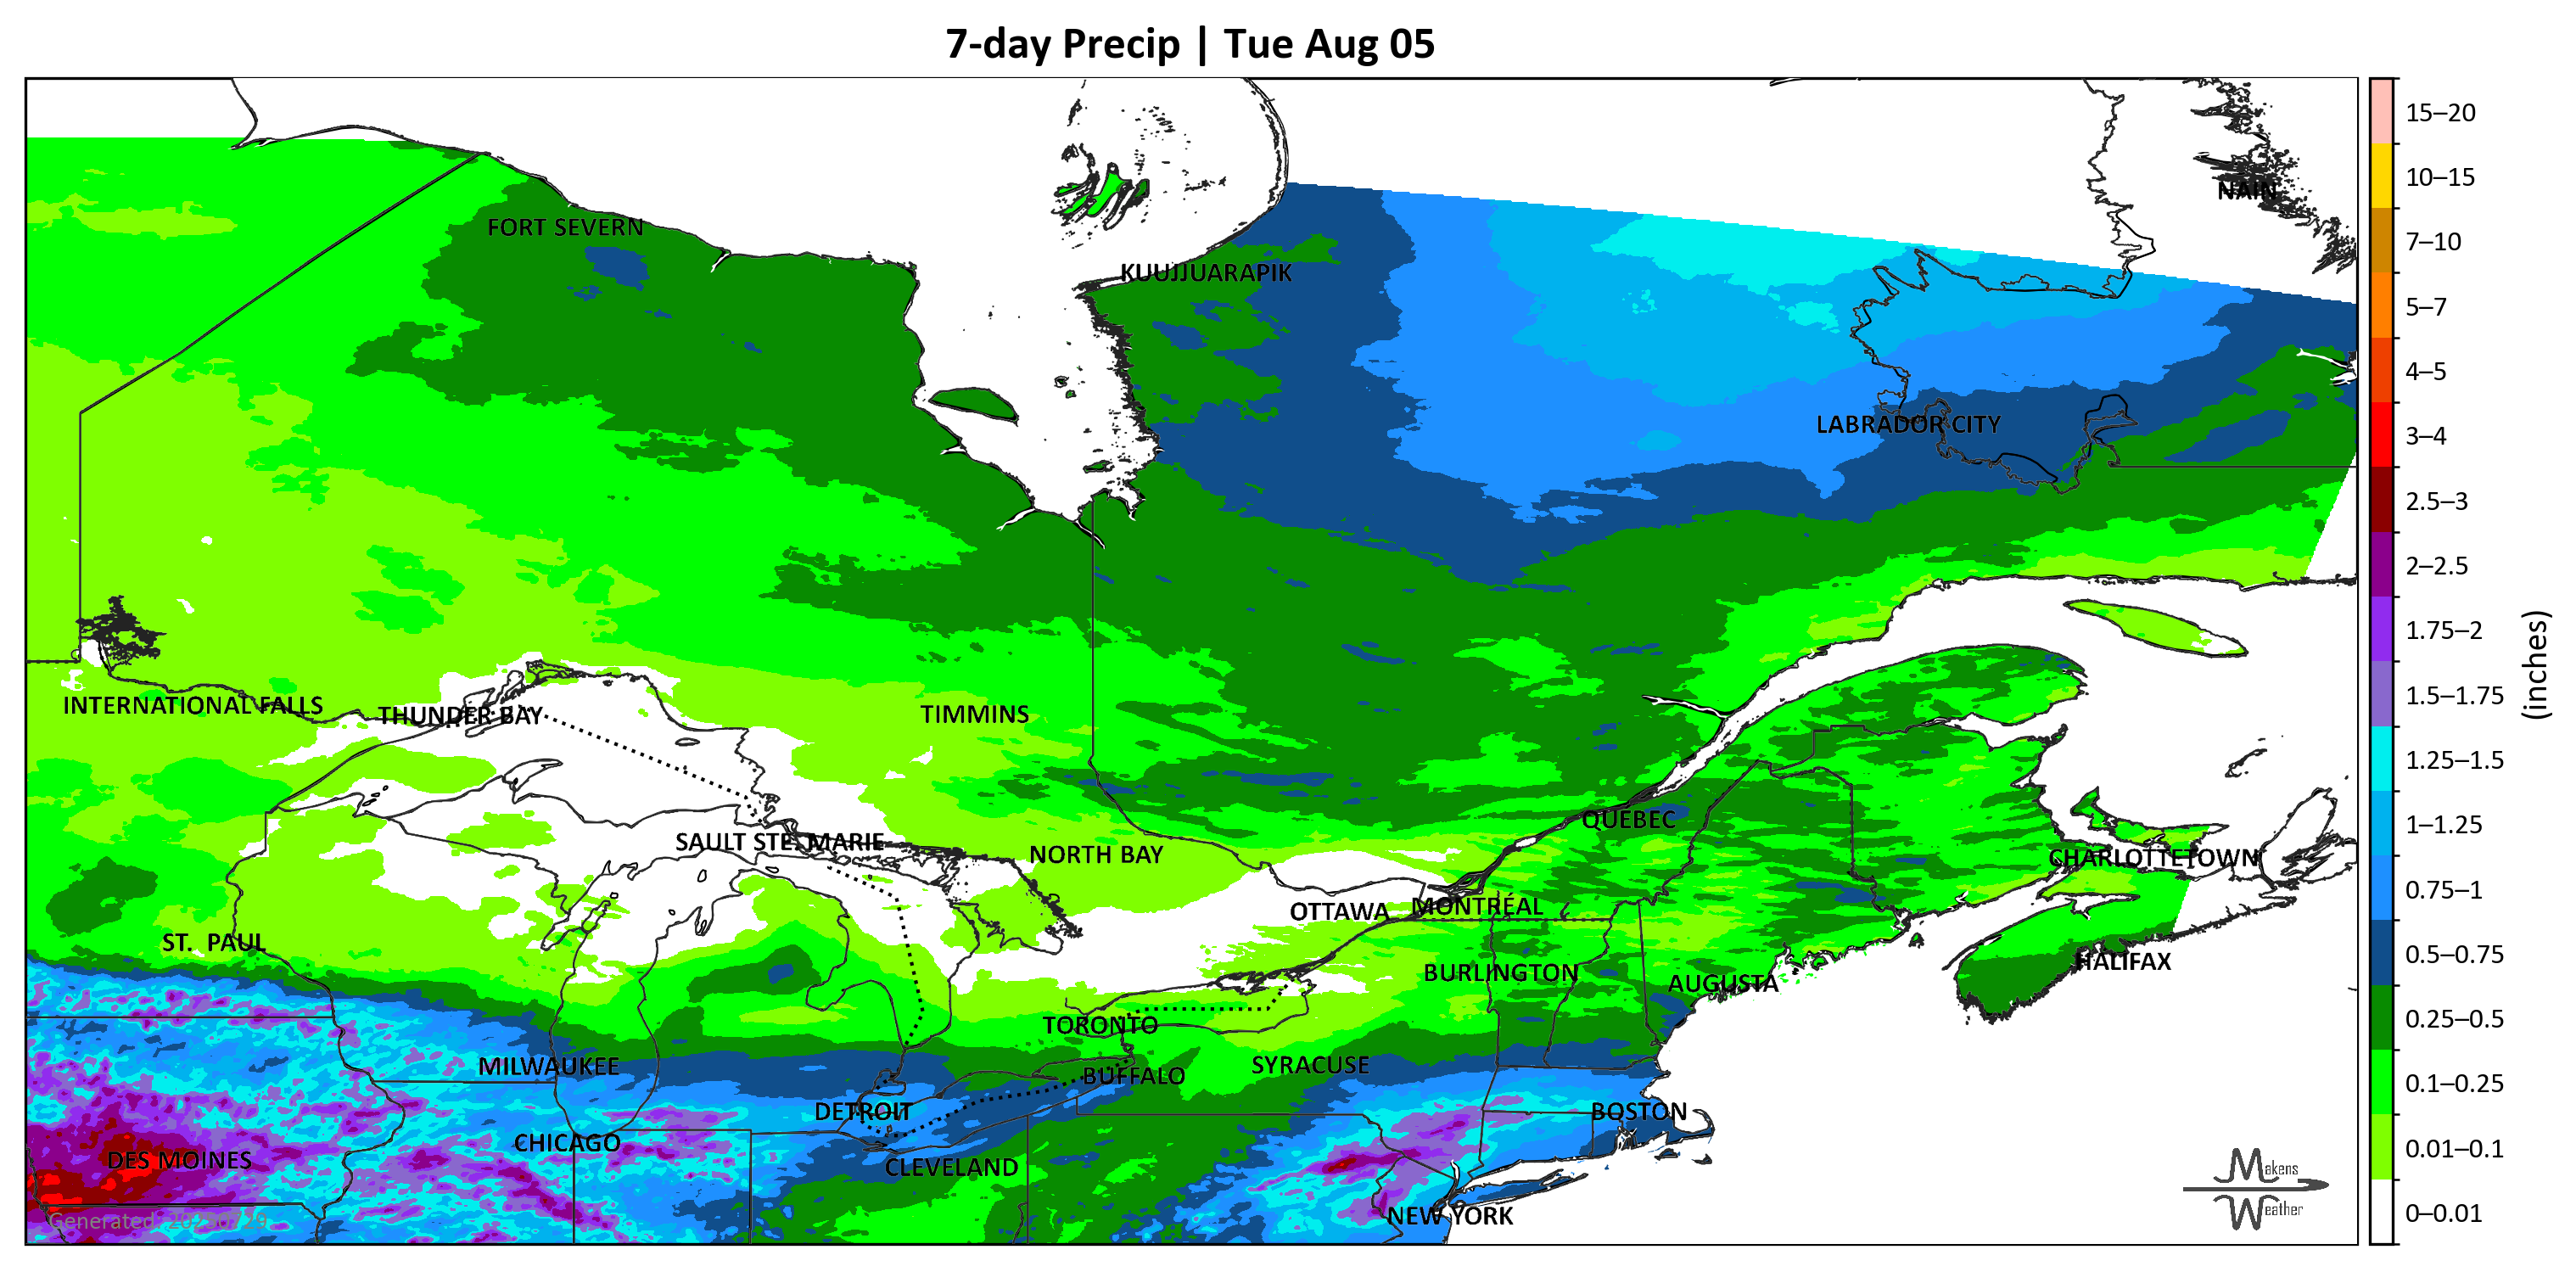 7-day Precip | Tue Aug 05
NAIN
FORT SEVERN
KUUJJUARAPIK
LABRADOR CITY
INTERNATIONAL FALLS
THUNDER BAY
TIMMINS
QUEBEC
SAULT STE. MARIE
NORTH BAY
CHARLOTTETOWN
OTTAWA
MONTRÉAL
ST. PAUL
HALIFAX
BURLINGTON
AUGUSTA
TORONTO
MILWAUKEE
SYRACUSE
BUFFALO
DETROIT
BOSTON
CHICAGO
DES MOINES
CLEVELAND
NEW YORK
Generated: 20250729
Makens
Weather
15–20
10–15
7–10
5–7
4–5
3–4
2.5–3
2–2.5
1.75–2
1.5–1.75
1.25–1.5
1–1.25
0.75–1
0.5–0.75
0.25–0.5
0.1–0.25
0.01–0.1
0–0.01
(inches)